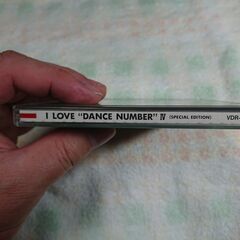 I LOVE "DANCE NUMBER" Ⅳ (SPECIAL EDITION) VDR-